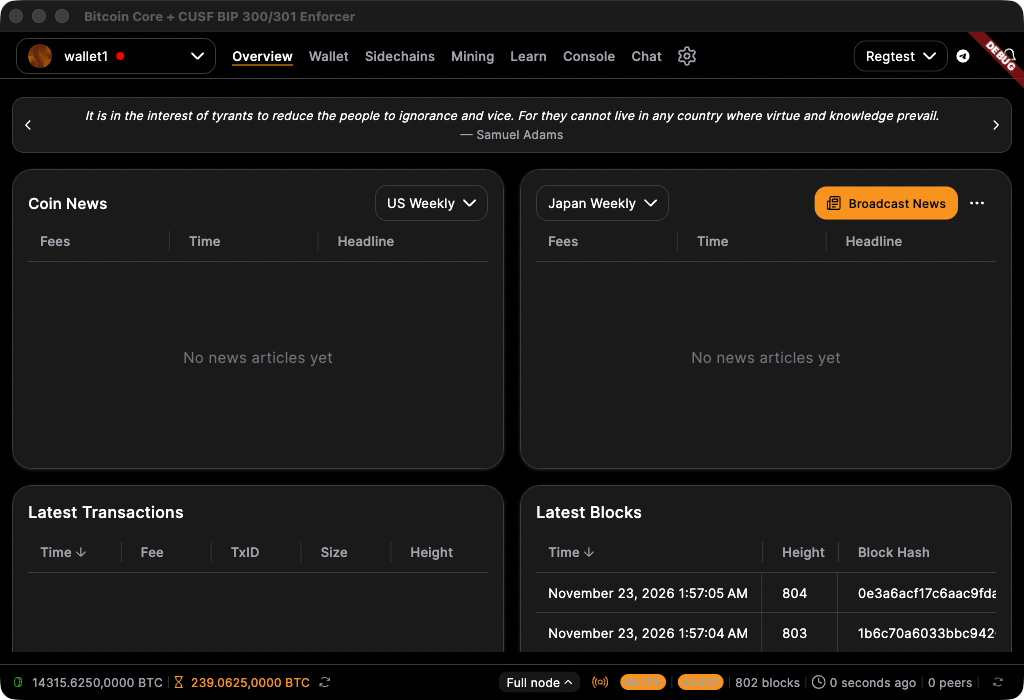 Bitcoin Core + CUSF BIP 300/301 Enforcer
wallet1 Overview Wallet Sidechains Mining Learn Console Chat Regtest DEBUG
It is in the interest of tyrants to reduce the people to ignorance and vice. For they cannot live in any country where virtue and knowledge prevail.
— Samuel Adams
Coin News US Weekly
Fees Time Headline
No news articles yet
Japan Weekly Broadcast News
Fees Time Headline
No news articles yet
Latest Transactions
Time Fee TxID Size Height
Latest Blocks
Time Height Block Hash
November 23, 2026 1:57:05 AM 804 0e3a6acf17c6aac9fda
November 23, 2026 1:57:04 AM 803 1b6c70a6033bbc942
14315.6250,0000 BTC 239.0625,0000 BTC Full node 802 blocks 0 seconds ago 0 peers